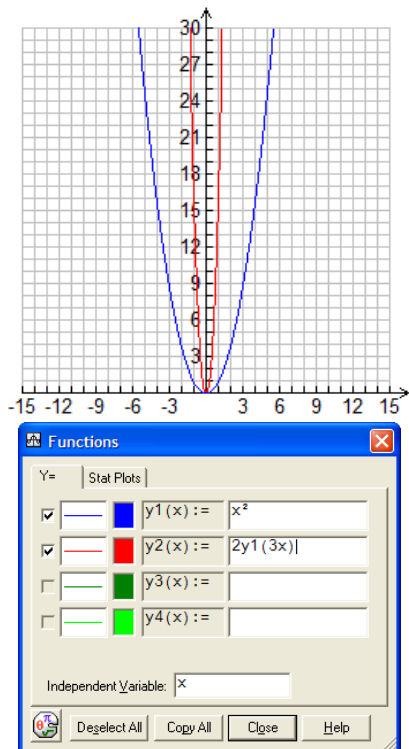 30
27
24
21
18
15
12
9
6
3
-15 -12 -9 -6 -3 3 6 9 12 15
Functions
Y= Stat Plots
y1(x):= x²
y2(x):= 2y1(3x)
y3(x):=
y4(x):=
Independent Variable: x
θπ Deselect All Copy All Close Help